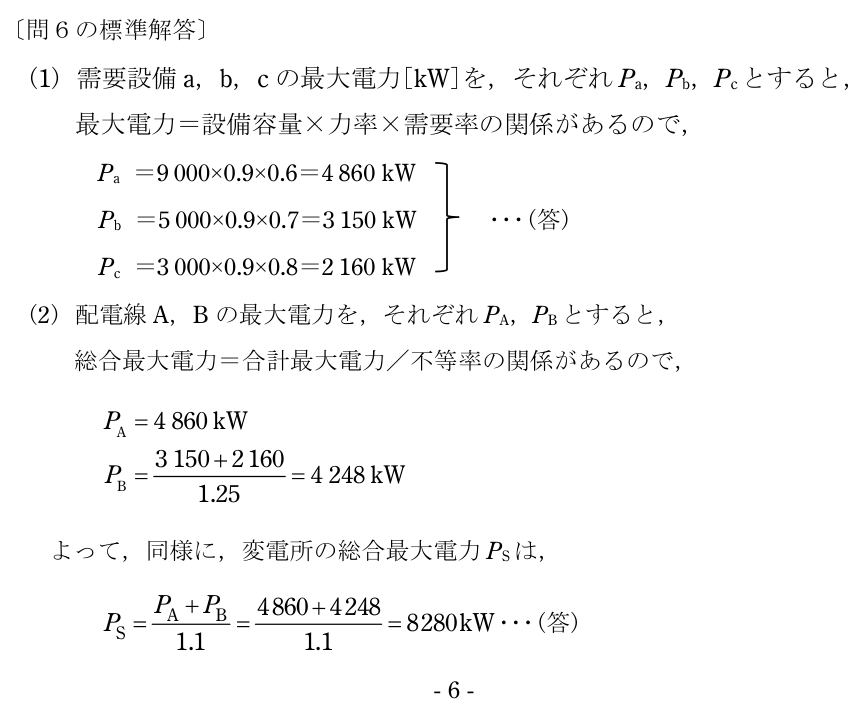 〔問６の標準解答〕
(1) 需要設備 a，b，c の最大電力[kW]を，それぞれ Pa，Pb，Pc とすると，
最大電力＝設備容量×力率×需要率の関係があるので，
Pa ＝9 000×0.9×0.6＝4 860 kW
Pb ＝5 000×0.9×0.7＝3 150 kW ･･･（答）
Pc ＝3 000×0.9×0.8＝2 160 kW
(2) 配電線 A，B の最大電力を，それぞれ PA，PB とすると，
総合最大電力＝合計最大電力／不等率の関係があるので，
PA = 4 860 kW
PB = (3 150 + 2 160)/1.25 = 4 248 kW
よって，同様に，変電所の総合最大電力 PS は，
PS = (PA + PB)/1.1 = (4 860 + 4 248)/1.1 = 8 280 kW ･･･（答）
- 6 -